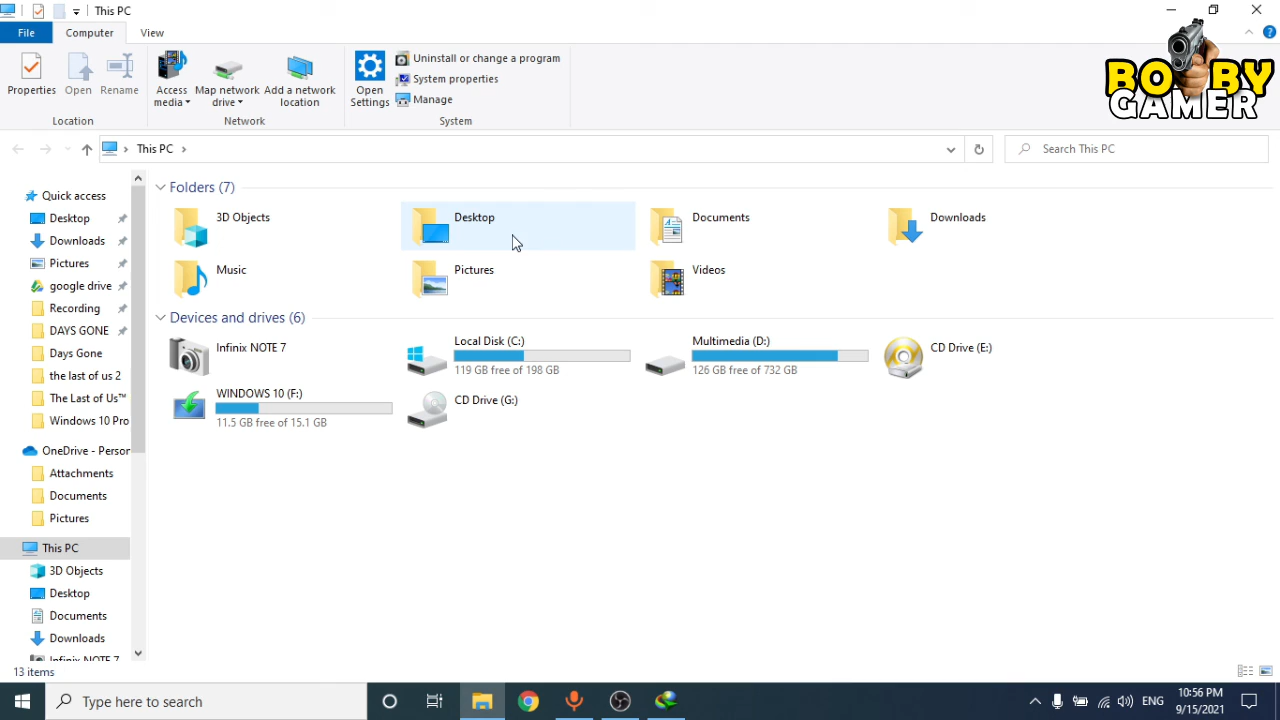 This PC
File
Computer
View
Properties
Open
Rename
Access media
Map network drive
Add a network location
Open Settings
Uninstall or change a program
System properties
Manage
Location
Network
System
BOBBY
GAMER
This PC
Search This PC
Quick access
Desktop
Downloads
Pictures
google drive
Recording
DAYS GONE
Days Gone
the last of us 2
The Last of Us™
Windows 10 Pro
OneDrive - Person
Attachments
Documents
Pictures
This PC
3D Objects
Desktop
Documents
Downloads
Infinix NOTE 7
Folders (7)
3D Objects
Desktop
Documents
Downloads
Music
Pictures
Videos
Devices and drives (6)
Infinix NOTE 7
Local Disk (C:)
119 GB free of 198 GB
Multimedia (D:)
126 GB free of 732 GB
CD Drive (E:)
WINDOWS 10 (F:)
11.5 GB free of 15.1 GB
CD Drive (G:)
13 items
Type here to search
ENG
10:56 PM
9/15/2021